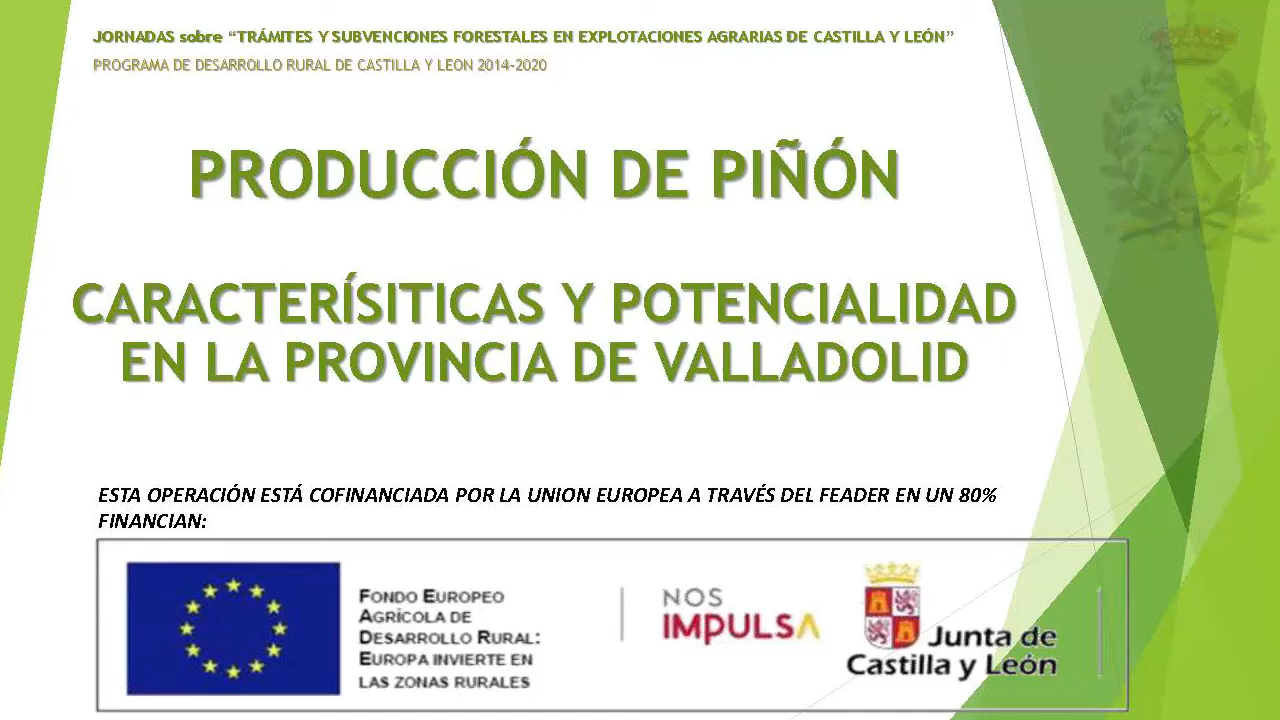 JORNADAS sobre “TRÁMITES Y SUBVENCIONES FORESTALES EN EXPLOTACIONES AGRARIAS DE CASTILLA Y LEÓN”
PROGRAMA DE DESARROLLO RURAL DE CASTILLA Y LEON 2014-2020
PRODUCCIÓN DE PIÑÓN
CARACTERÍSITICAS Y POTENCIALIDAD
EN LA PROVINCIA DE VALLADOLID
ESTA OPERACIÓN ESTÁ COFINANCIADA POR LA UNION EUROPEA A TRAVÉS DEL FEADER EN UN 80%
FINANCIAN:
FONDO EUROPEO
AGRÍCOLA DE
DESARROLLO RURAL:
EUROPA INVIERTE EN
LAS ZONAS RURALES
NOS
IMPULSA
Junta de
Castilla y León